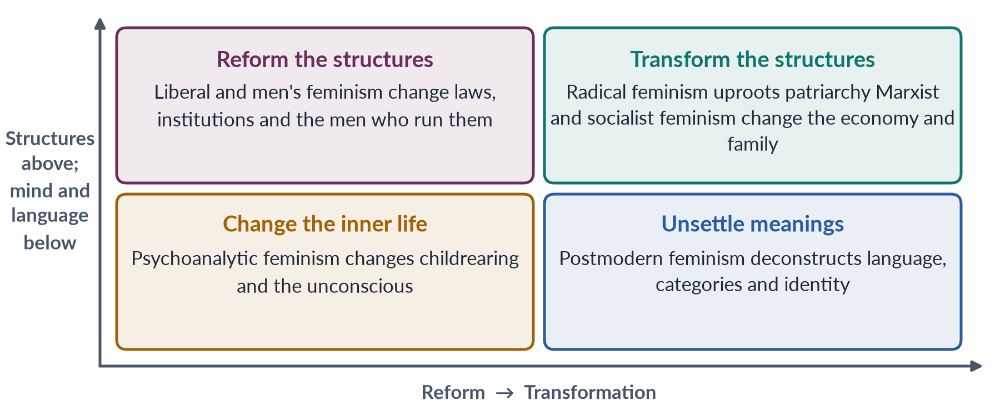 Reform the structures
Liberal and men's feminism change laws,
institutions and the men who run them
Transform the structures
Radical feminism uproots patriarchy Marxist
and socialist feminism change the economy and
family
Structures
above;
mind and
language
below
Change the inner life
Psychoanalytic feminism changes childrearing
and the unconscious
Unsettle meanings
Postmodern feminism deconstructs language,
categories and identity
Reform → Transformation